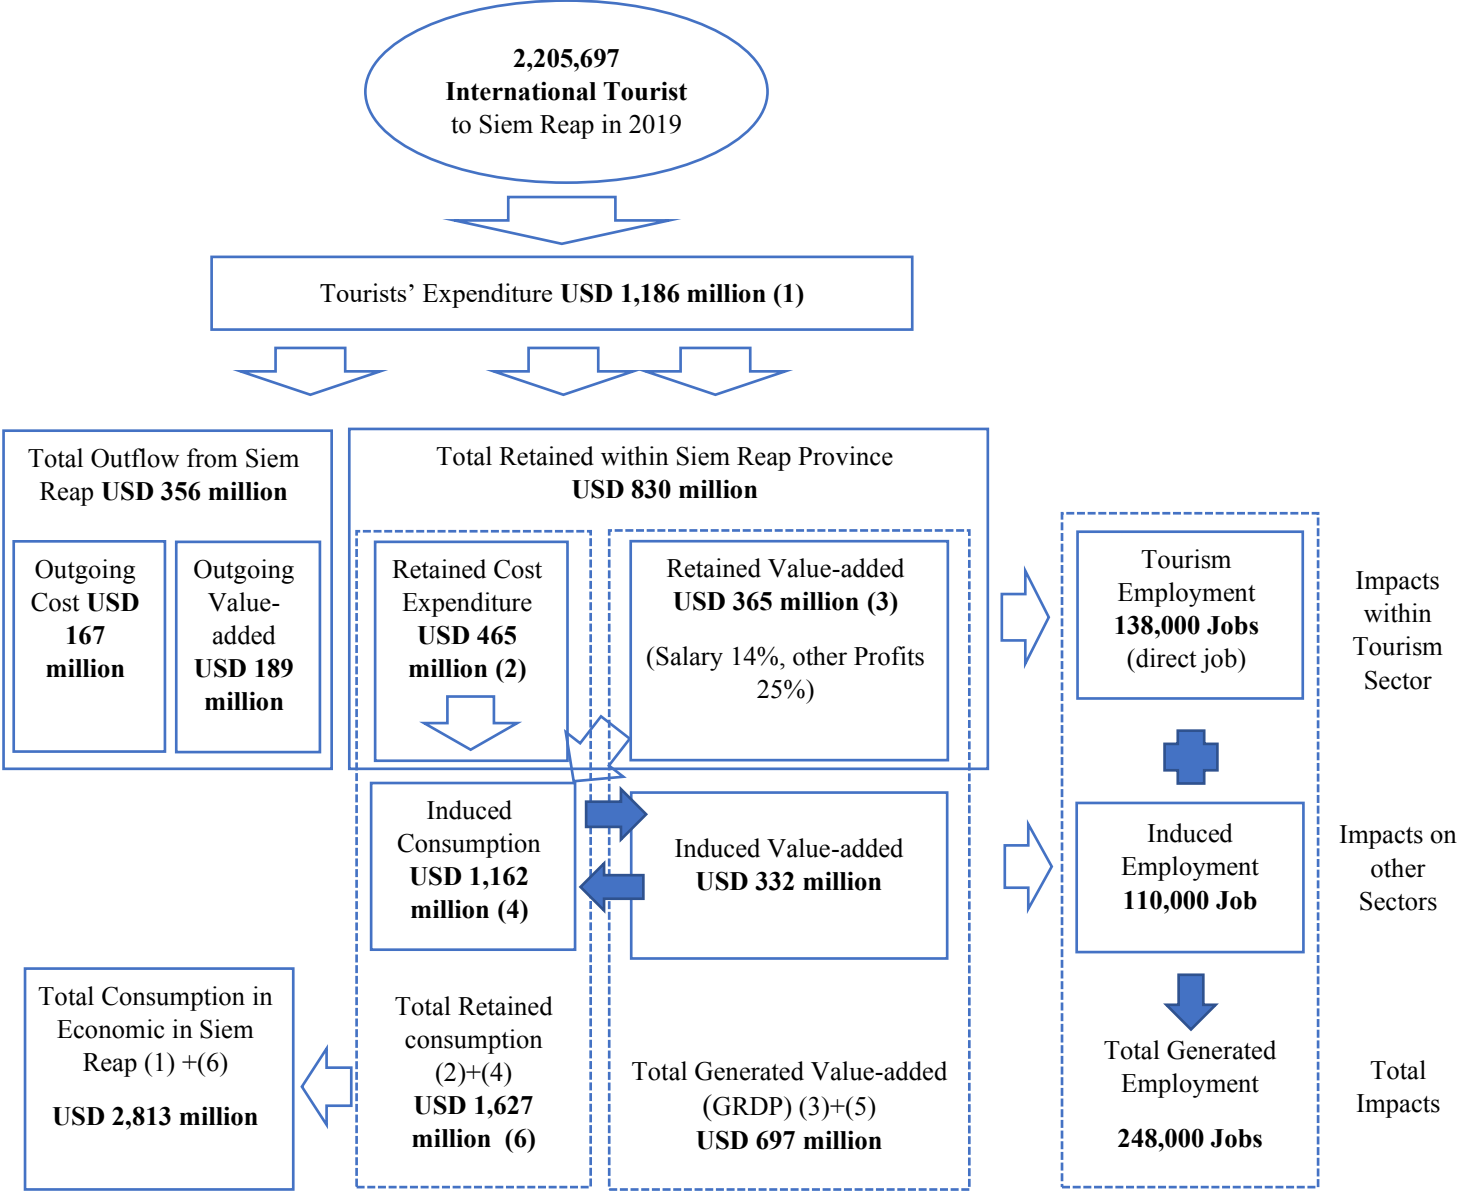 2,205,697
International Tourist
to Siem Reap in 2019
Tourists’ Expenditure USD 1,186 million (1)
Total Outflow from Siem
Reap USD 356 million
Outgoing
Cost USD
167
million
Outgoing
Value-
added
USD 189
million
Total Retained within Siem Reap Province
USD 830 million
Retained Cost
Expenditure
USD 465
million (2)
Retained Value-added
USD 365 million (3)
(Salary 14%, other Profits
25%)
Tourism
Employment
138,000 Jobs
(direct job)
Impacts
within
Tourism
Sector
Induced
Consumption
USD 1,162
million (4)
Induced Value-added
USD 332 million
Induced
Employment
110,000 Job
Impacts on
other
Sectors
Total Consumption in
Economic in Siem
Reap (1) +(6)
USD 2,813 million
Total Retained
consumption
(2)+(4)
USD 1,627
million (6)
Total Generated Value-added
(GRDP) (3)+(5)
USD 697 million
Total Generated
Employment
248,000 Jobs
Total
Impacts